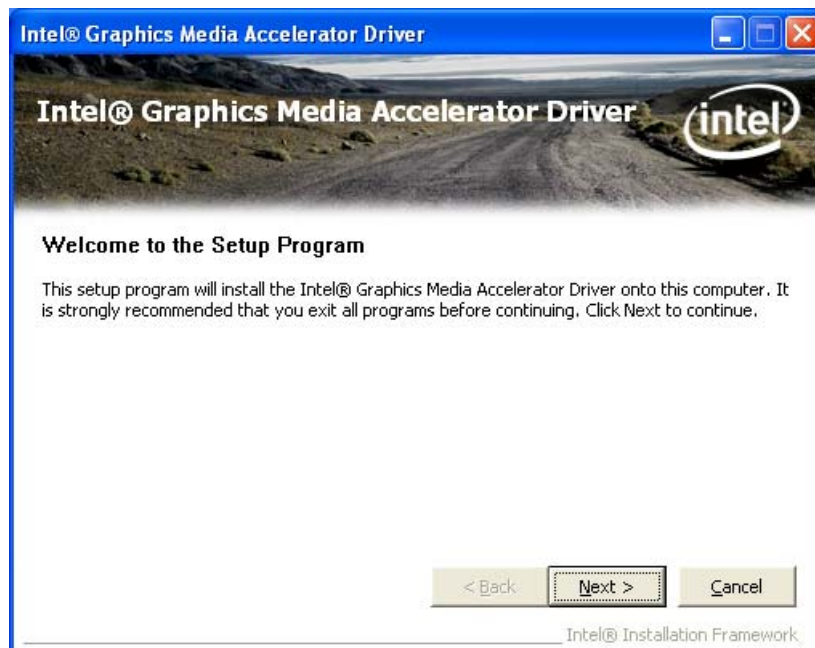 Intel® Graphics Media Accelerator Driver
Intel® Graphics Media Accelerator Driver
intel
Welcome to the Setup Program
This setup program will install the Intel® Graphics Media Accelerator Driver onto this computer. It
is strongly recommended that you exit all programs before continuing. Click Next to continue.
< Back Next > Cancel
Intel® Installation Framework